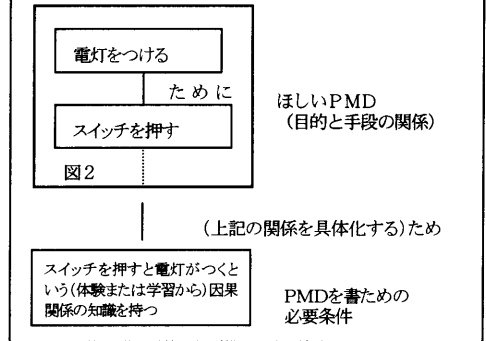 電灯をつける
ために
スイッチを押す
図2
ほしいPMD
(目的と手段の関係)
(上記の関係を具体化する)ため
スイッチを押すと電灯がつくと
いう(体験または学習から)因果
関係の知識を持つ
PMDを書ための
必要条件